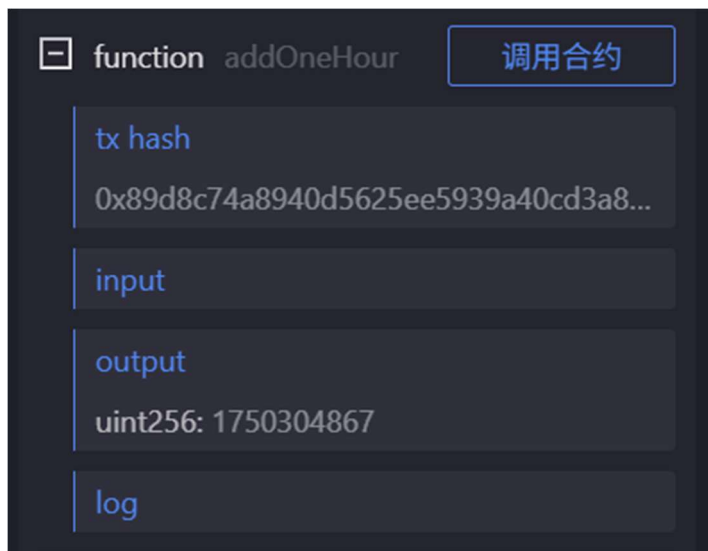 function addOneHour 调用合约
tx hash
0x89d8c74a8940d5625ee5939a40cd3a8...
input
output
uint256: 1750304867
log